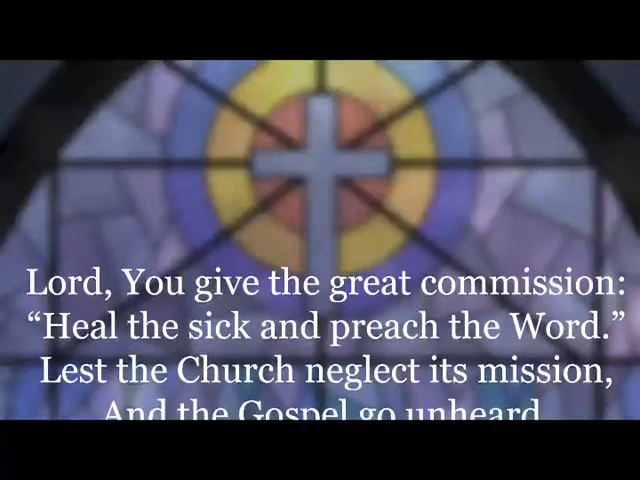 Lord, You give the great commission:
“Heal the sick and preach the Word.”
Lest the Church neglect its mission,
And the Gospel go unheard